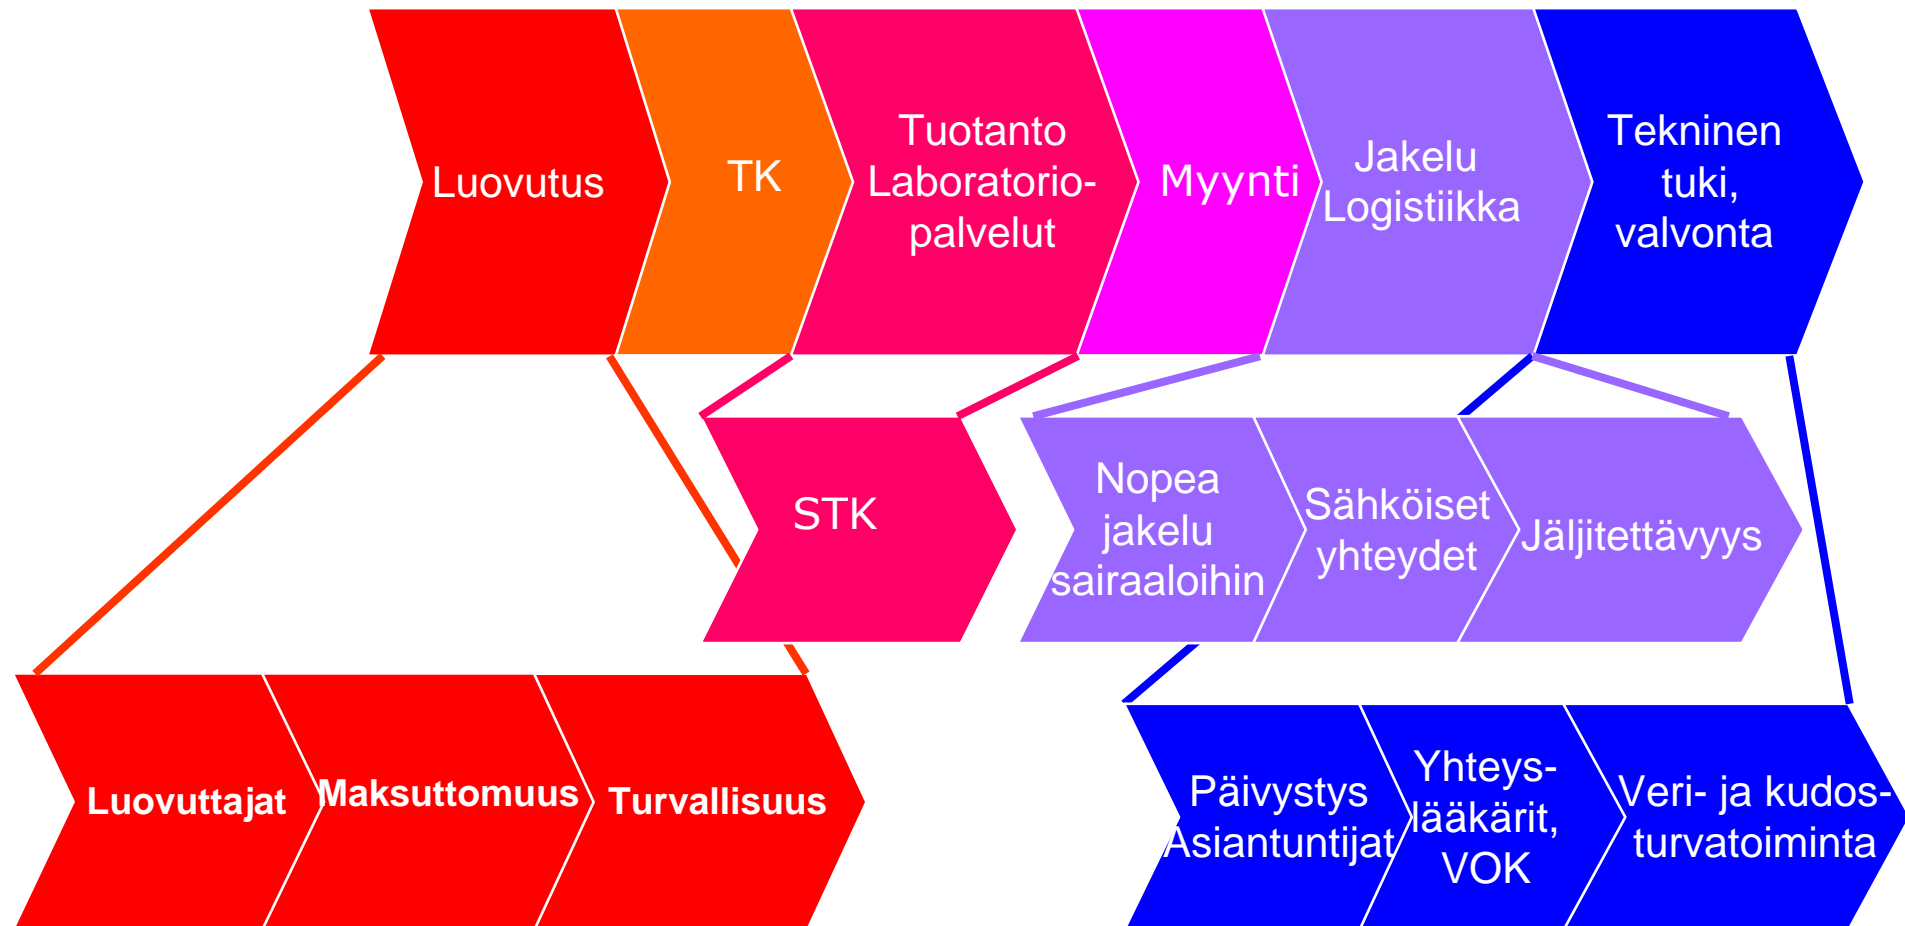 Luovutus
TK
Tuotanto
Laboratorio-
palvelut
Myynti
Jakelu
Logistiikka
Tekninen
tuki,
valvonta
STK
Nopea
jakelu
sairaaloihin
Sähköiset
yhteydet
Jäljitettävyys
Luovuttajat
Maksuttomuus
Turvallisuus
Päivystys
Asiantuntijat
Yhteys-
lääkärit,
VOK
Veri- ja kudos-
turvatoiminta